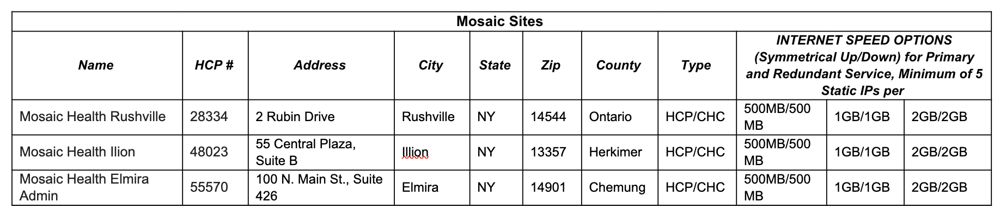 Mosaic Sites
Name HCP # Address City State Zip County Type INTERNET SPEED OPTIONS
(Symmetrical Up/Down) for Primary
and Redundant Service, Minimum of 5
Static IPs per
Mosaic Health Rushville 28334 2 Rubin Drive Rushville NY 14544 Ontario HCP/CHC 500MB/500
MB 1GB/1GB 2GB/2GB
Mosaic Health Ilion 48023 55 Central Plaza,
Suite B Illion NY 13357 Herkimer HCP/CHC 500MB/500
MB 1GB/1GB 2GB/2GB
Mosaic Health Elmira
Admin 55570 100 N. Main St., Suite
426 Elmira NY 14901 Chemung HCP/CHC 500MB/500
MB 1GB/1GB 2GB/2GB